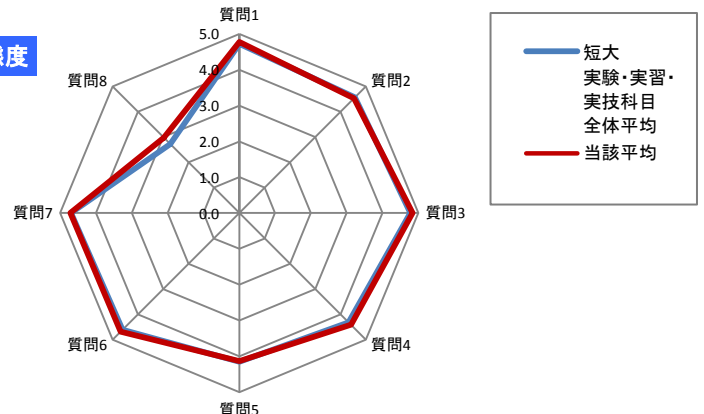 質問1
5.0
態度
4.0
質問8
質問2
3.0
2.0
1.0
質問7
0.0
質問3
質問6
質問4
質問5
短大
実験・実習・
実技科目
全体平均
当該平均